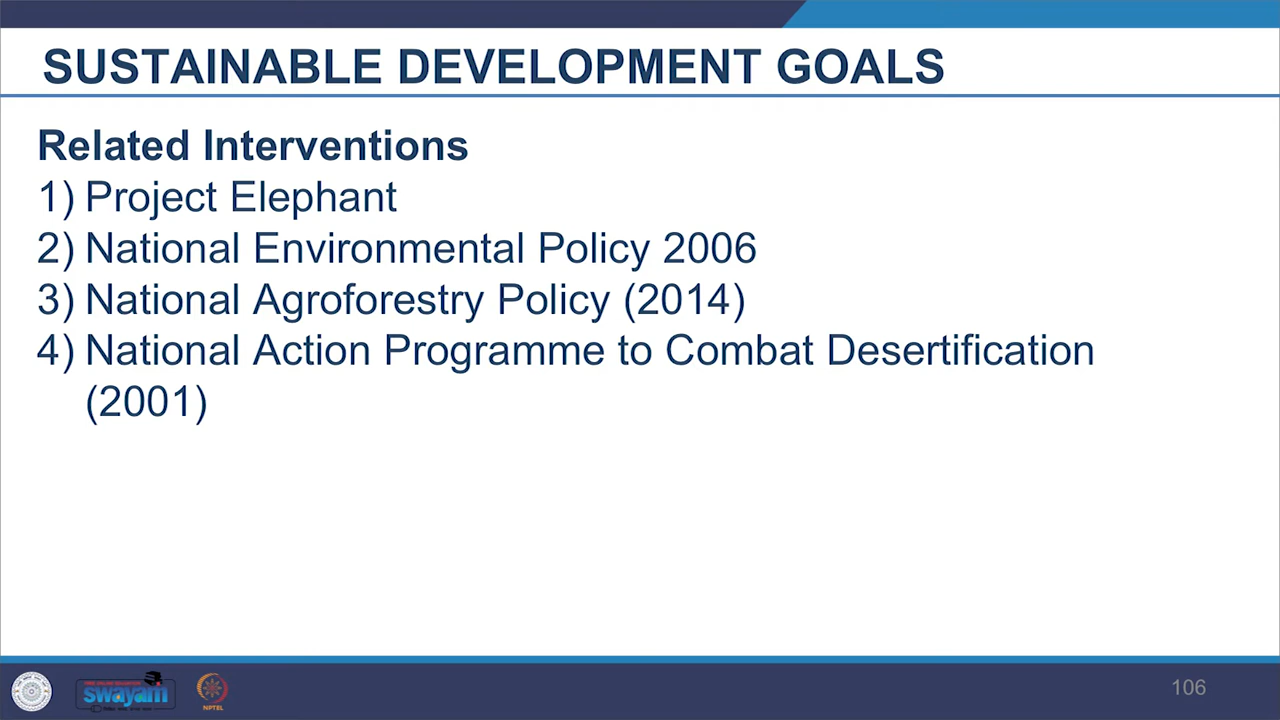 SUSTAINABLE DEVELOPMENT GOALS
Related Interventions
1) Project Elephant
2) National Environmental Policy 2006
3) National Agroforestry Policy (2014)
4) National Action Programme to Combat Desertification
(2001)
swayam
NPTEL
106